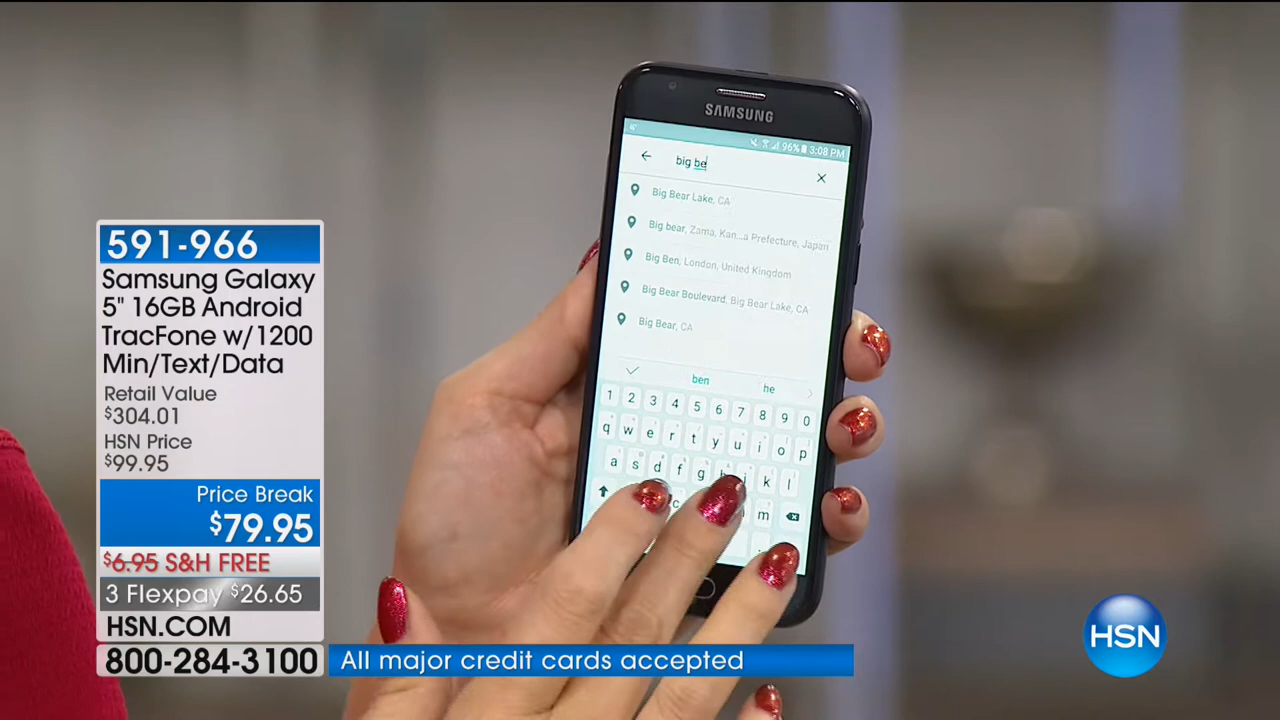 591-966
Samsung Galaxy
5" 16GB Android
TracFone w/1200
Min/Text/Data
Retail Value
$304.01
HSN Price
$99.95
Price Break
$79.95
$6.95 S&H FREE
3 Flexpay $26.65
HSN.COM
800-284-3100
All major credit cards accepted
HSN
SAMSUNG
96% 3:08 PM
big be
Big Bear Lake, CA
Big bear, Zama, Kan...a Prefecture, Japan
Big Ben, London, United Kingdom
Big Bear Boulevard, Big Bear Lake, CA
Big Bear, CA
ben he
1 2 3 4 5 6 7 8 9 0
q w e r t y u i o p
a s d f g j k l
c m